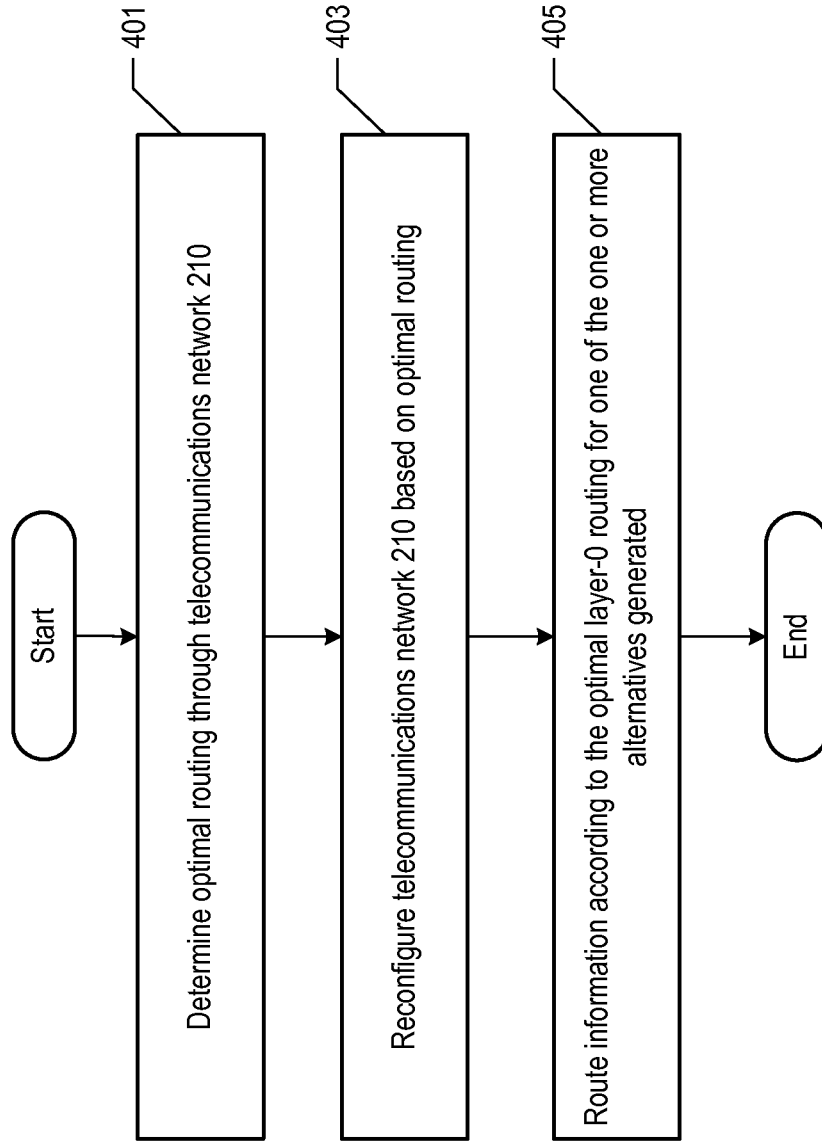 Start
401
Determine optimal routing through telecommunications network 210
403
Reconfigure telecommunications network 210 based on optimal routing
405
Route information according to the optimal layer-0 routing for one of the one or more
alternatives generated
End